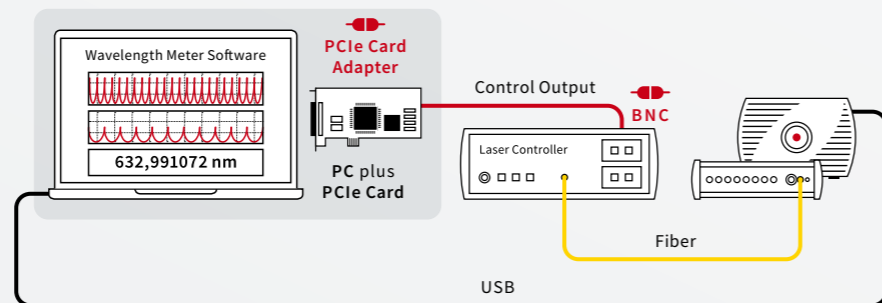 Wavelength Meter Software
632,991072 nm
PCIe Card
Adapter
PC plus
PCIe Card
Control Output
BNC
Laser Controller
Fiber
USB